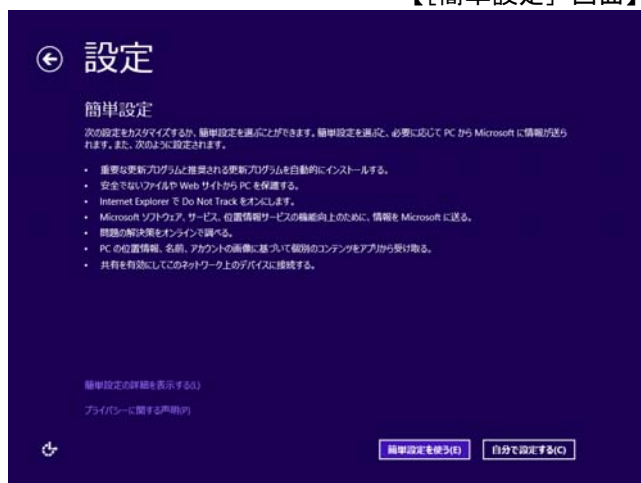 【[簡単設定] 画面】
設定
簡単設定
次の設定をカスタマイズするか、簡単設定を選ぶことができます。簡単設定を選ぶと、必要に応じて PC から Microsoft に情報が送ら
れます。また、次のように設定されます。
• 重要な更新プログラムと推奨される更新プログラムを自動的にインストールする。
• 安全でないファイルや Web サイトから PC を保護する。
• Internet Explorer で Do Not Track をオンにします。
• Microsoft ソフトウェア、サービス、位置情報サービスの機能向上のために、情報を Microsoft に送る。
• 問題の解決策をオンラインで調べる。
• PC の位置情報、名前、アカウントの画像に基づいて個別のコンテンツをアプリから受け取る。
• 共有を有効にしてこのネットワーク上のデバイスに接続する。
簡単設定の詳細を表示する(L)
プライバシーに関する声明(P)
簡単設定を使う(E)
自分で設定する(C)